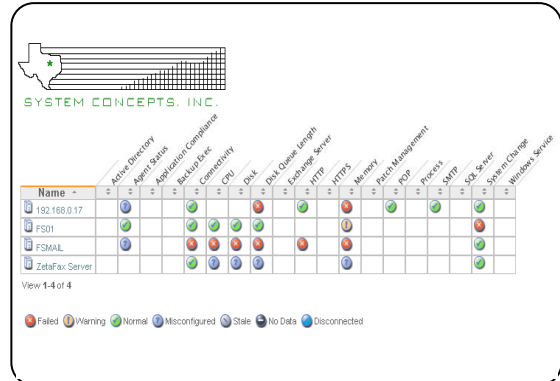 SYSTEM CONCEPTS, INC.
Name
Active Directory
Agent Status
Application Compliance
Backup Exec
Connectivity
CPU
Disk
Disk Queue Length
Exchange Server
HTTP
HTTPS
Memory
Patch Management
POP
Process
SMTP
SQL Server
System Change
Windows Service
192.168.0.17
FS01
FSMAIL
ZetaFax Server
View 1-4 of 4
Failed Warning Normal Misconfigured Stale No Data Disconnected